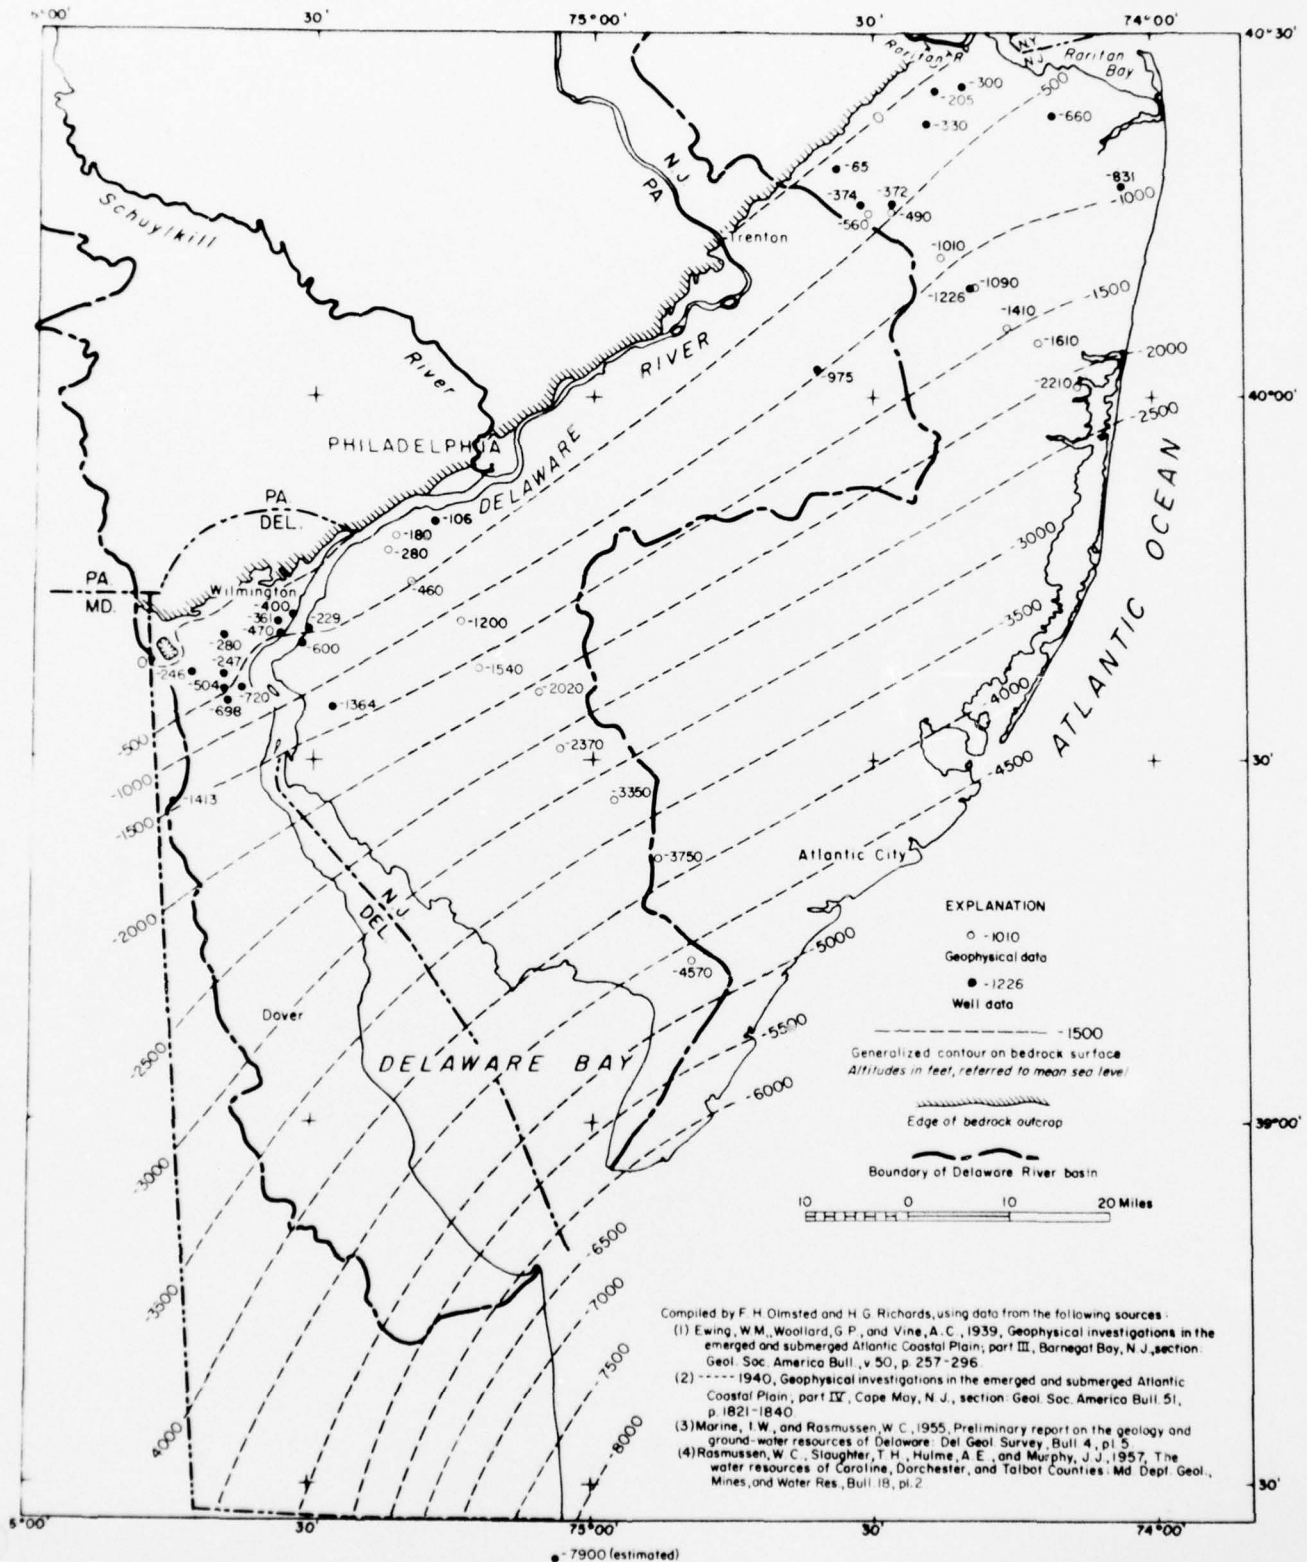 5°00'
30'
75°00'
30'
74°00'
40°30'
Raritan R
NY
NJ
Raritan
Bay
-300
-205
-500
-660
-330
0
-65
-831
-374
-372
-1000
-490
-560
N J
PA
Schuylkill
Trenton
-1010
-1090
-1226
-1500
-1410
-1610
-2000
River
RIVER
-975
-2210
40°00'
-2500
PHILADELPHIA
DELAWARE
PA.
DEL.
-106
-180
-280
-3000
ATLANTIC OCEAN
PA.
MD.
Wilmington
-460
-400
-361
-229
-470
-1200
-3500
-280
-600
0
-247
-246
-1540
-504
-720
-2020
-698
-1364
-4000
-500
-2370
-4500
30'
-1000
-1413
-3350
-1500
-3750
Atlantic City
NJ
DEL
-2000
-5000
-4570
EXPLANATION
-1010
Geophysical data
-1226
Well data
Dover
-5500
-1500
Generalized contour on bedrock surface
Altitudes in feet, referred to mean sea level
-2500
DELAWARE BAY
-6000
Edge of bedrock outcrop
39°00'
-3000
Boundary of Delaware River basin
10 0 10 20 Miles
-6500
-3500
-7000
Compiled by F. H. Olmsted and H. G. Richards, using data from the following sources:
(1) Ewing, W.M., Woollard, G.P., and Vine, A.C., 1939, Geophysical investigations in the
emerged and submerged Atlantic Coastal Plain; part III, Barnegat Bay, N.J., section:
Geol. Soc. America Bull., v. 50, p. 257-296.
(2) ----- 1940, Geophysical investigations in the emerged and submerged Atlantic
Coastal Plain; part IV, Cape May, N.J., section: Geol. Soc. America Bull. 51,
p. 1821-1840.
(3) Marine, I.W., and Rasmussen, W.C., 1955, Preliminary report on the geology and
ground-water resources of Delaware: Del. Geol. Survey, Bull. 4, pl. 5.
(4) Rasmussen, W.C., Slaughter, T.H., Hulme, A.E., and Murphy, J.J., 1957, The
water resources of Caroline, Dorchester, and Talbot Counties: Md. Dept. Geol.,
Mines, and Water Res., Bull. 18, pl. 2.
-7500
-4000
-8000
30'
5°00'
30'
75°00'
30'
74°00'
-7900 (estimated)